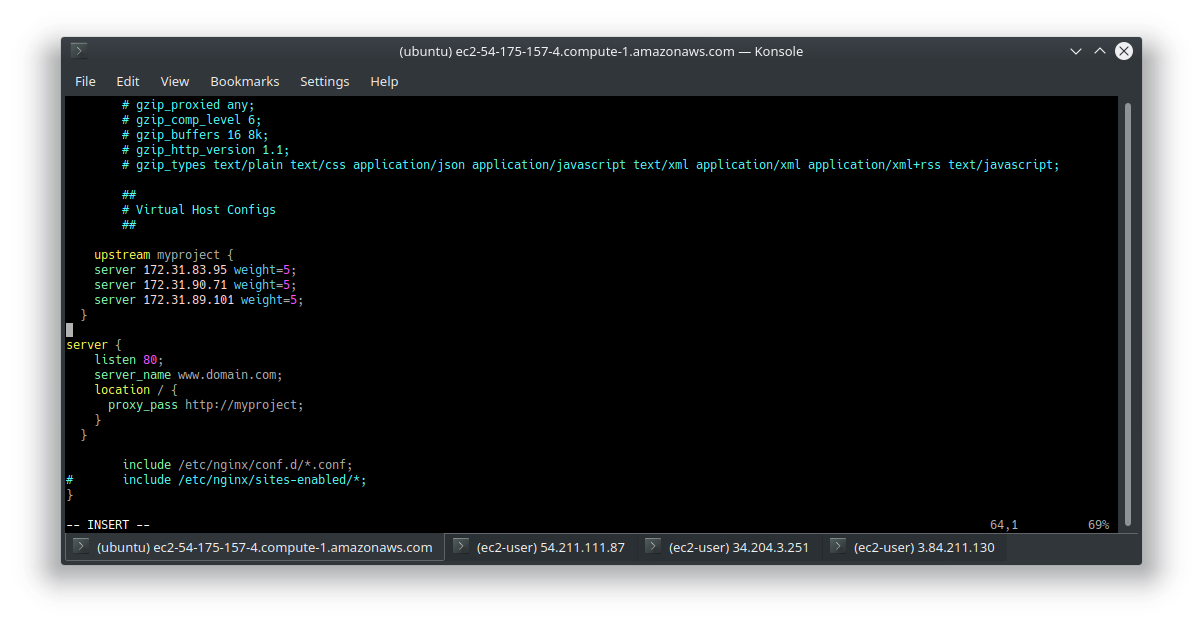 (ubuntu) ec2-54-175-157-4.compute-1.amazonaws.com — Konsole
File Edit View Bookmarks Settings Help
# gzip_proxied any;
# gzip_comp_level 6;
# gzip_buffers 16 8k;
# gzip_http_version 1.1;
# gzip_types text/plain text/css application/json application/javascript text/xml application/xml application/xml+rss text/javascript;
##
# Virtual Host Configs
##
upstream myproject {
server 172.31.83.95 weight=5;
server 172.31.90.71 weight=5;
server 172.31.89.101 weight=5;
}
server {
listen 80;
server_name www.domain.com;
location / {
proxy_pass http://myproject;
}
}
include /etc/nginx/conf.d/*.conf;
# include /etc/nginx/sites-enabled/*;
}
-- INSERT -- 64,1 69%
(ubuntu) ec2-54-175-157-4.compute-1.amazonaws.com (ec2-user) 54.211.111.87 (ec2-user) 34.204.3.251 (ec2-user) 3.84.211.130